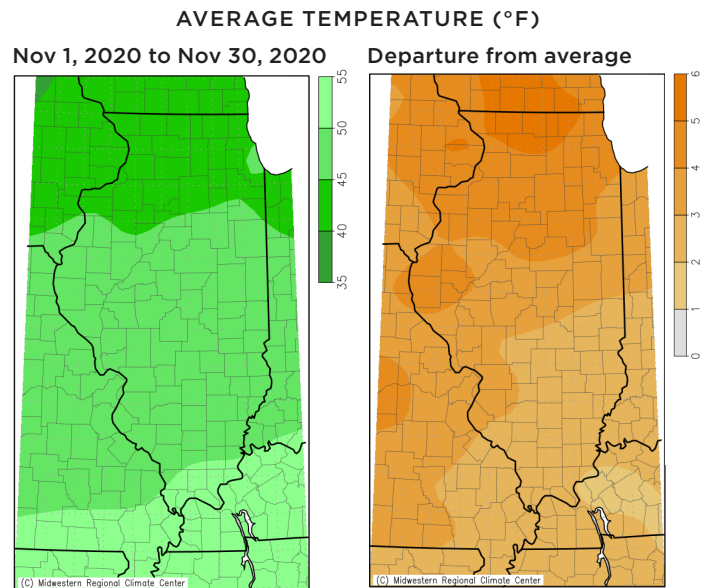 AVERAGE TEMPERATURE (°F)
Nov 1, 2020 to Nov 30, 2020
55
50
45
40
35
(C) Midwestern Regional Climate Center
Departure from average
6
5
4
3
2
1
0
(C) Midwestern Regional Climate Center